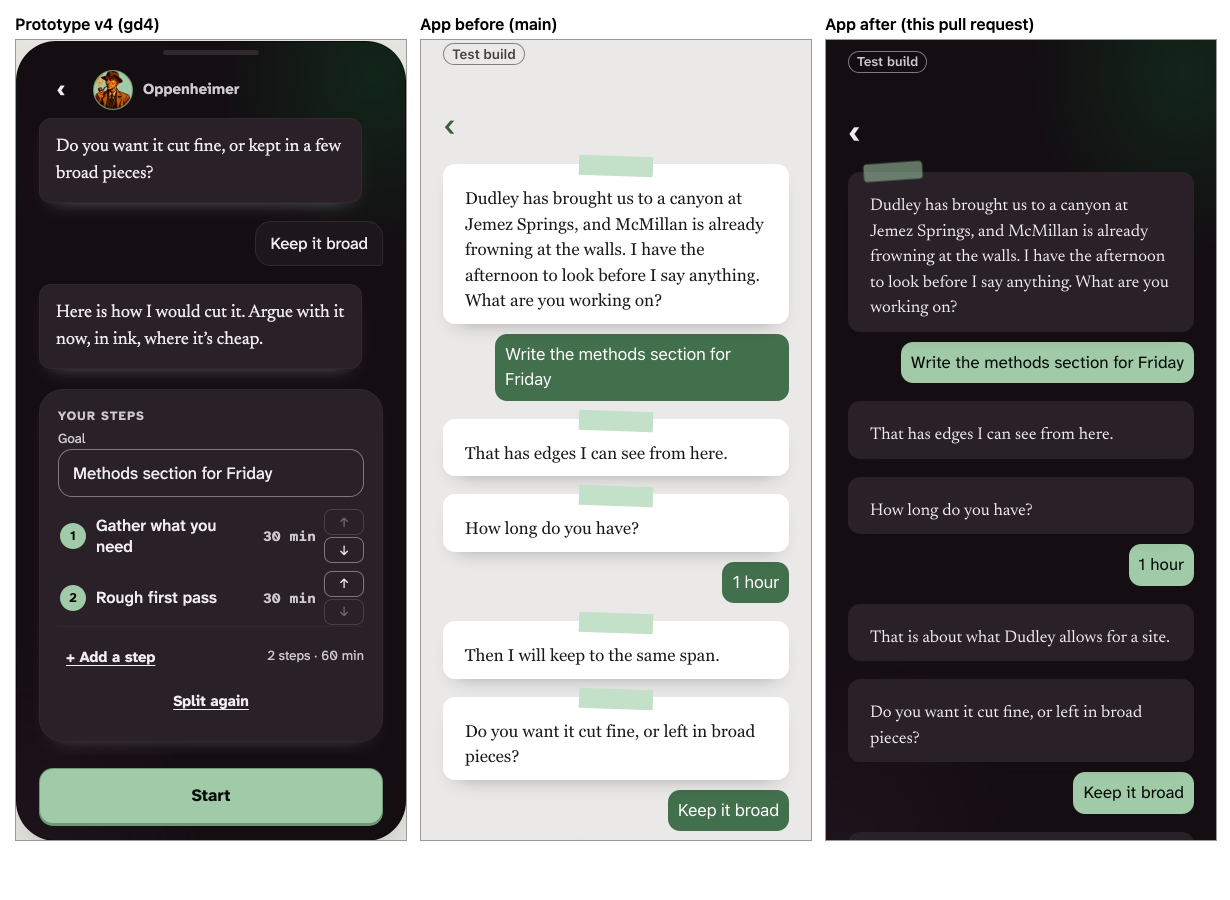 Prototype v4 (gd4)
Oppenheimer
Do you want it cut fine, or kept in a few
broad pieces?
Keep it broad
Here is how I would cut it. Argue with it
now, in ink, where it’s cheap.
YOUR STEPS
Goal
Methods section for Friday
1
Gather what you
need
30 min
↑
↓
2
Rough first pass
30 min
↑
↓
+ Add a step
2 steps · 60 min
Split again
Start
App before (main)
Test build
‹
Dudley has brought us to a canyon at
Jemez Springs, and McMillan is already
frowning at the walls. I have the
afternoon to look before I say anything.
What are you working on?
Write the methods section for
Friday
That has edges I can see from here.
How long do you have?
1 hour
Then I will keep to the same span.
Do you want it cut fine, or left in broad
pieces?
Keep it broad
App after (this pull request)
Test build
‹
Dudley has brought us to a canyon at
Jemez Springs, and McMillan is already
frowning at the walls. I have the afternoon
to look before I say anything. What are you
working on?
Write the methods section for Friday
That has edges I can see from here.
How long do you have?
1 hour
That is about what Dudley allows for a site.
Do you want it cut fine, or left in broad
pieces?
Keep it broad